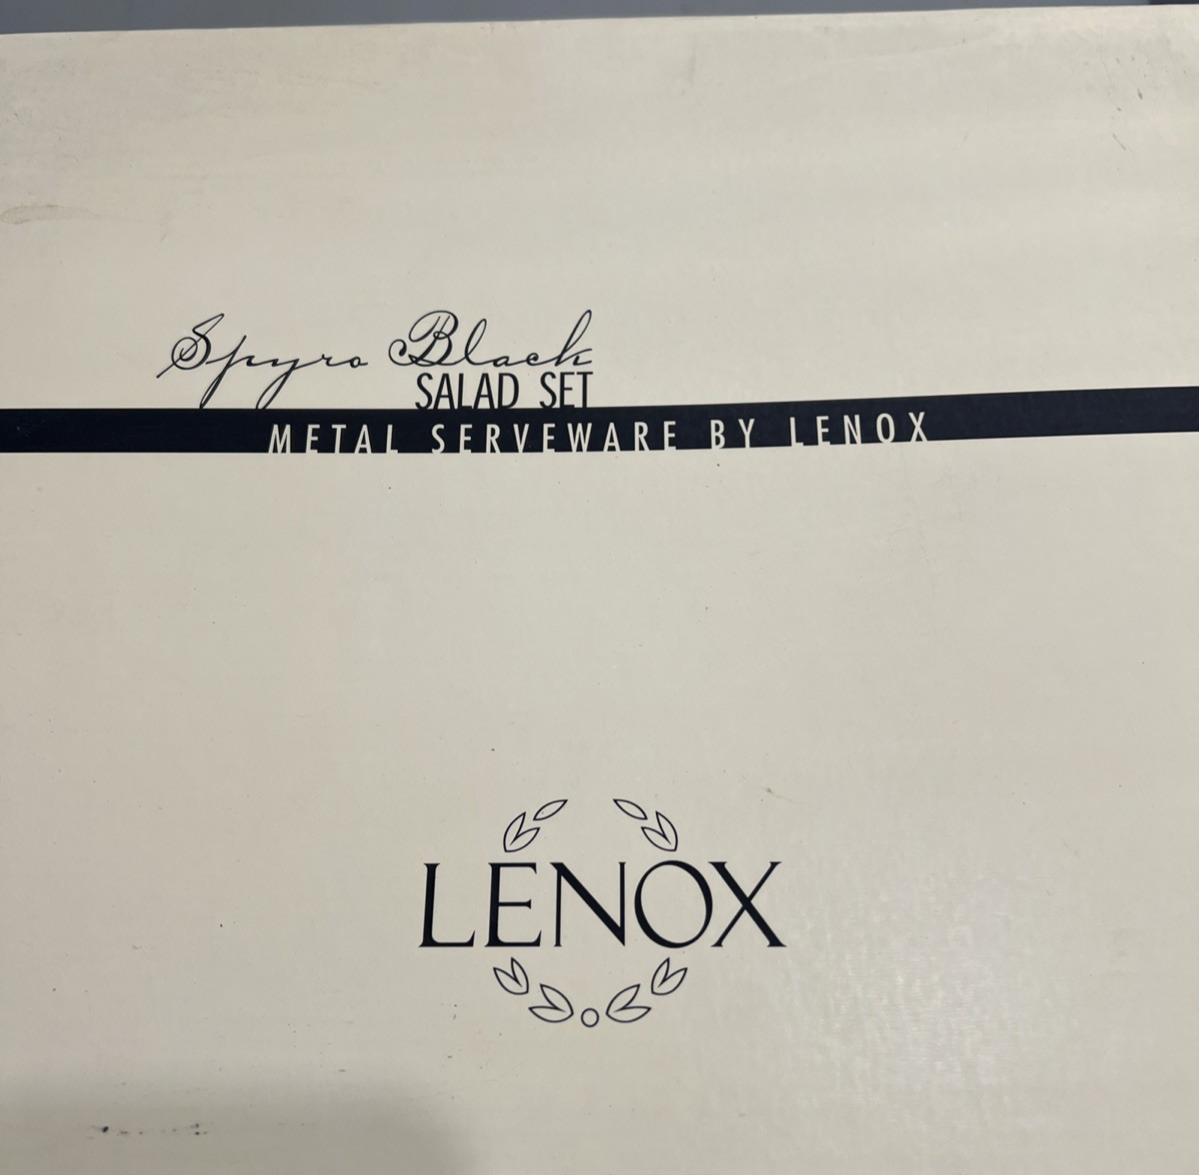 Spyro Black
SALAD SET
METAL SERVEWARE BY LENOX
LENOX